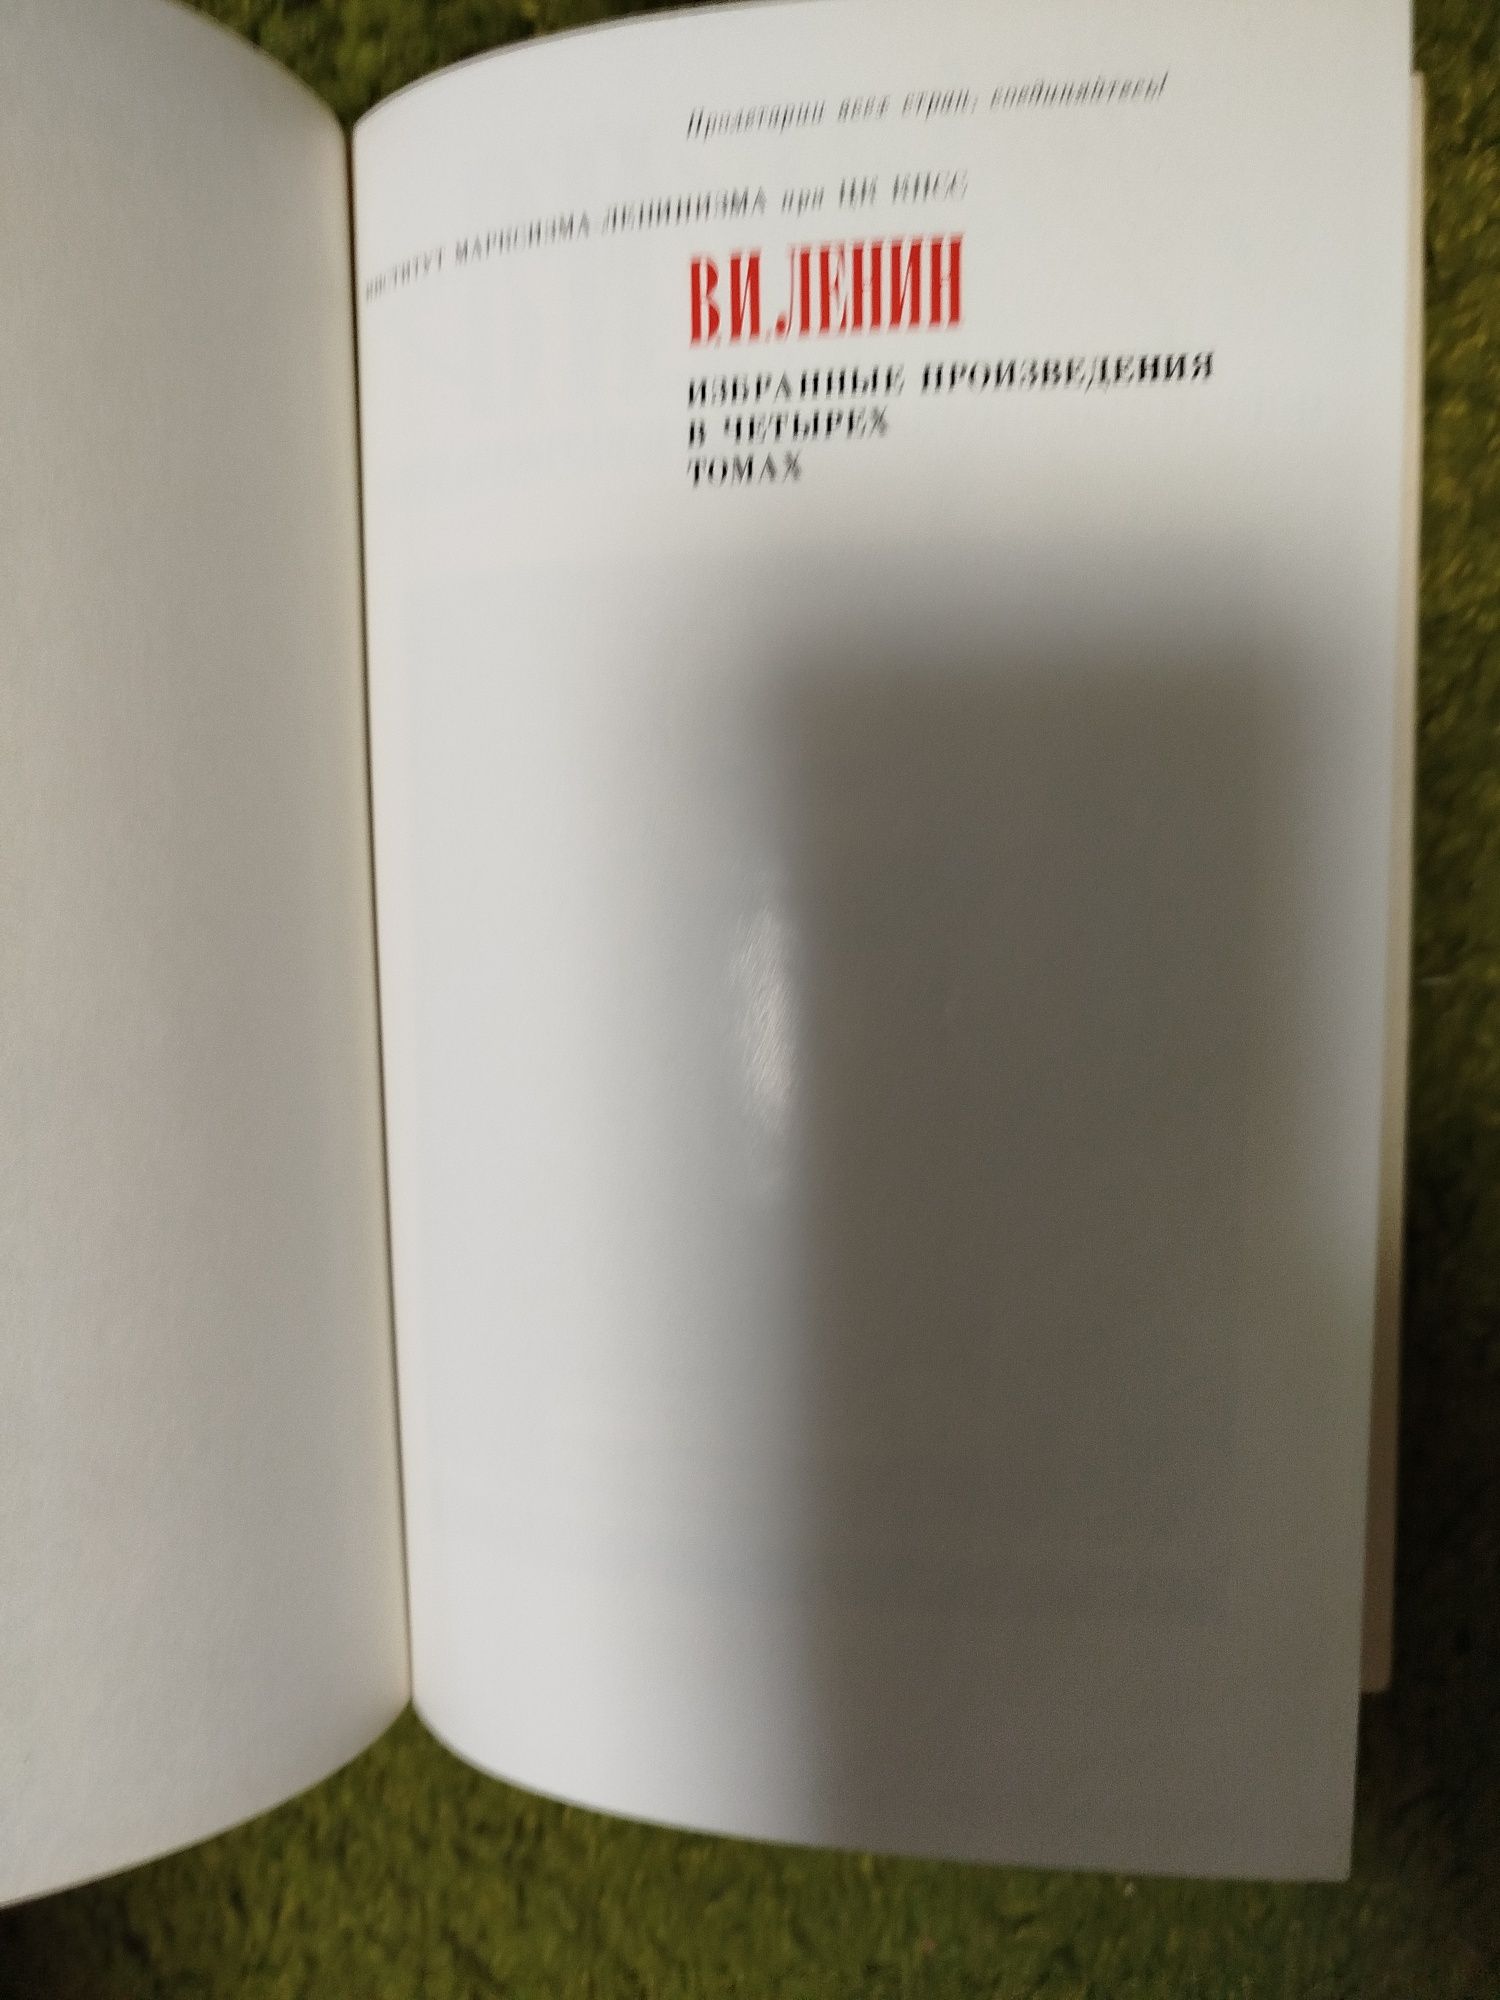 Пролетарии всех стран, соединяйтесь!
ИНСТИТУТ МАРКСИЗМА-ЛЕНИНИЗМА при ЦК КПСС
В.И.ЛЕНИН
ИЗБРАННЫЕ ПРОИЗВЕДЕНИЯ
В ЧЕТЫРЕХ
ТОМАХ